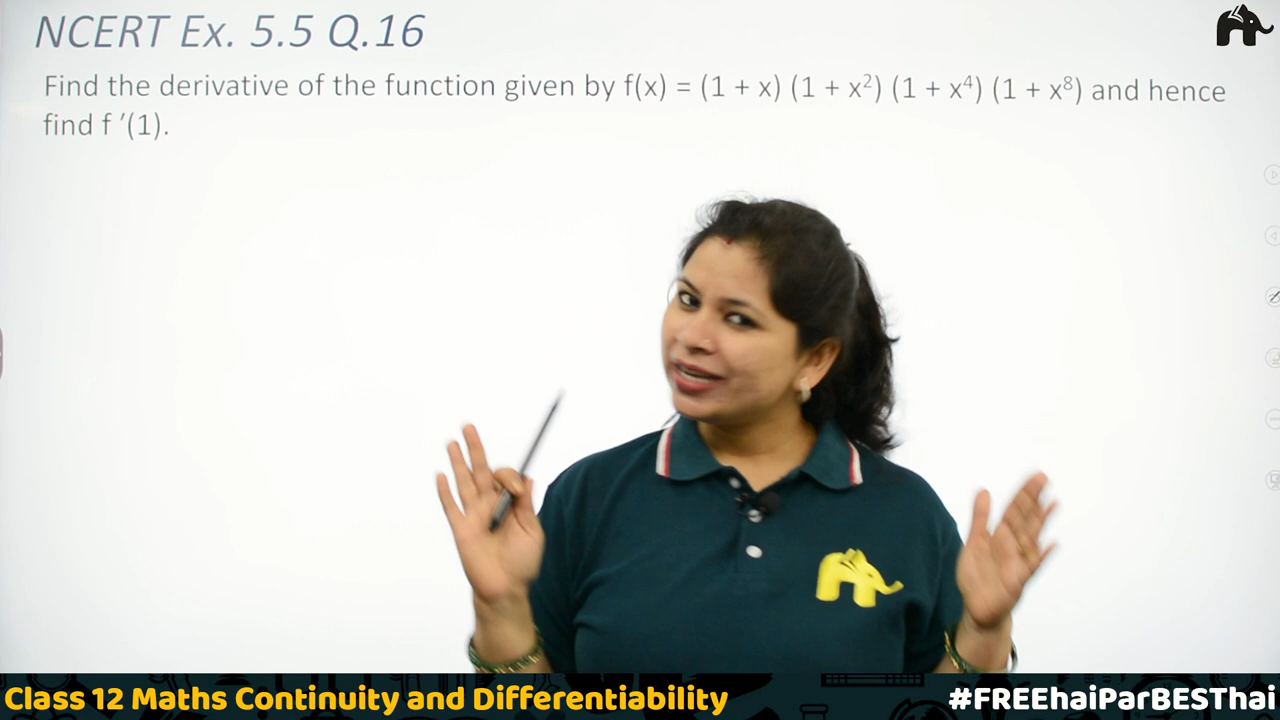 NCERT Ex. 5.5 Q.16
Find the derivative of the function given by f(x) = (1 + x) (1 + x²) (1 + x⁴) (1 + x⁸) and hence
find f ′(1).
Class 12 Maths Continuity and Differentiability
#FREEhaiParBESThai